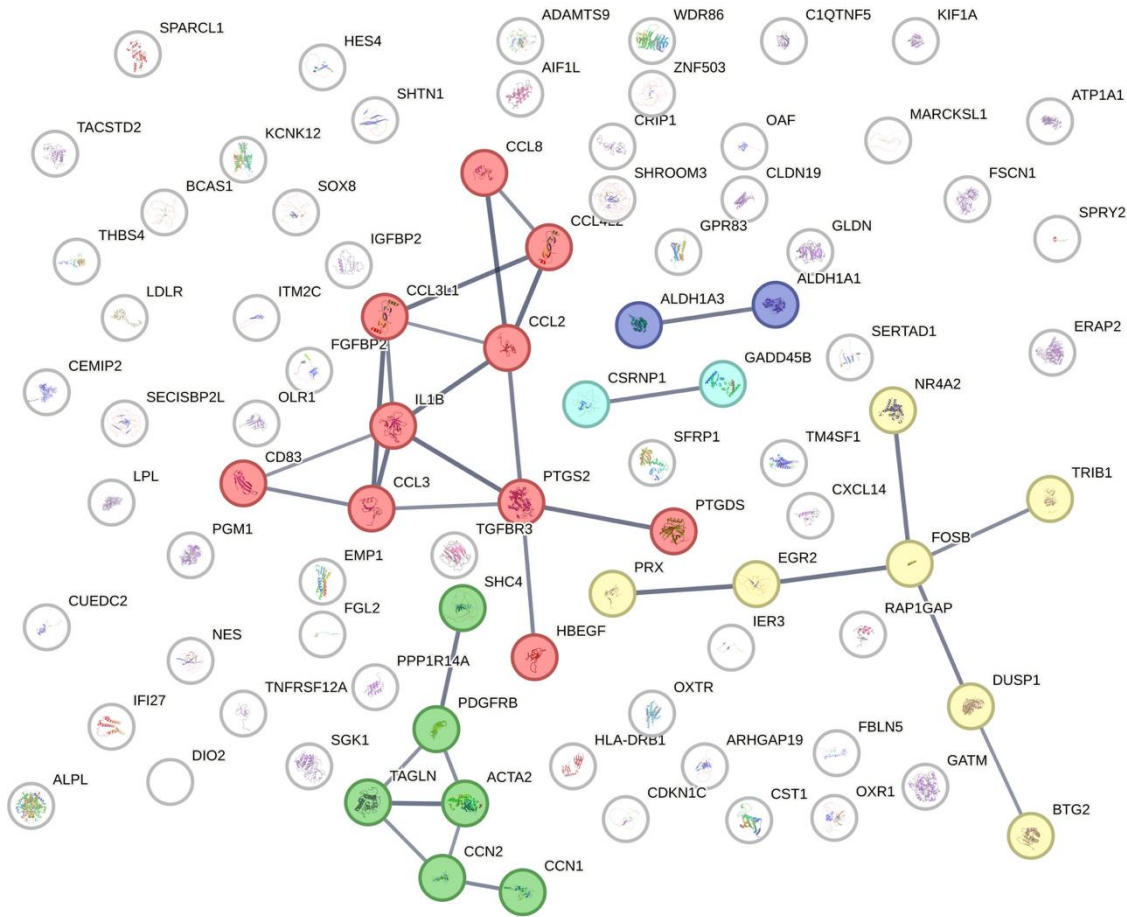 SPARCL1
HES4
ADAMTS9
WDR86
C1QTNF5
KIF1A
SHTN1
AIF1L
ZNF503
ATP1A1
TACSTD2
KCNK12
CCL8
CRIP1
OAF
MARCKSL1
BCAS1
SOX8
SHROOM3
CLDN19
FSCN1
THBS4
IGFBP2
CCL4L2
GPR83
GLDN
SPRY2
LDLR
ITM2C
CCL3L1
CCL2
ALDH1A3
ALDH1A1
CEMIP2
FGFBP2
SERTAD1
ERAP2
SECISBP2L
OLR1
IL1B
CSRNP1
GADD45B
NR4A2
LPL
CD83
CCL3
PTGS2
SFRP1
TM4SF1
TRIB1
PGM1
TGFBR3
PTGDS
CXCL14
FOSB
EMP1
SHC4
PRX
EGR2
CUEDC2
NES
FGL2
HBEGF
IER3
RAP1GAP
IFI27
TNFRSF12A
PPP1R14A
PDGFRB
OXTR
DUSP1
ALPL
DIO2
SGK1
TAGLN
ACTA2
HLA-DRB1
ARHGAP19
FBLN5
GATM
CDKN1C
CST1
OXR1
BTG2
CCN2
CCN1